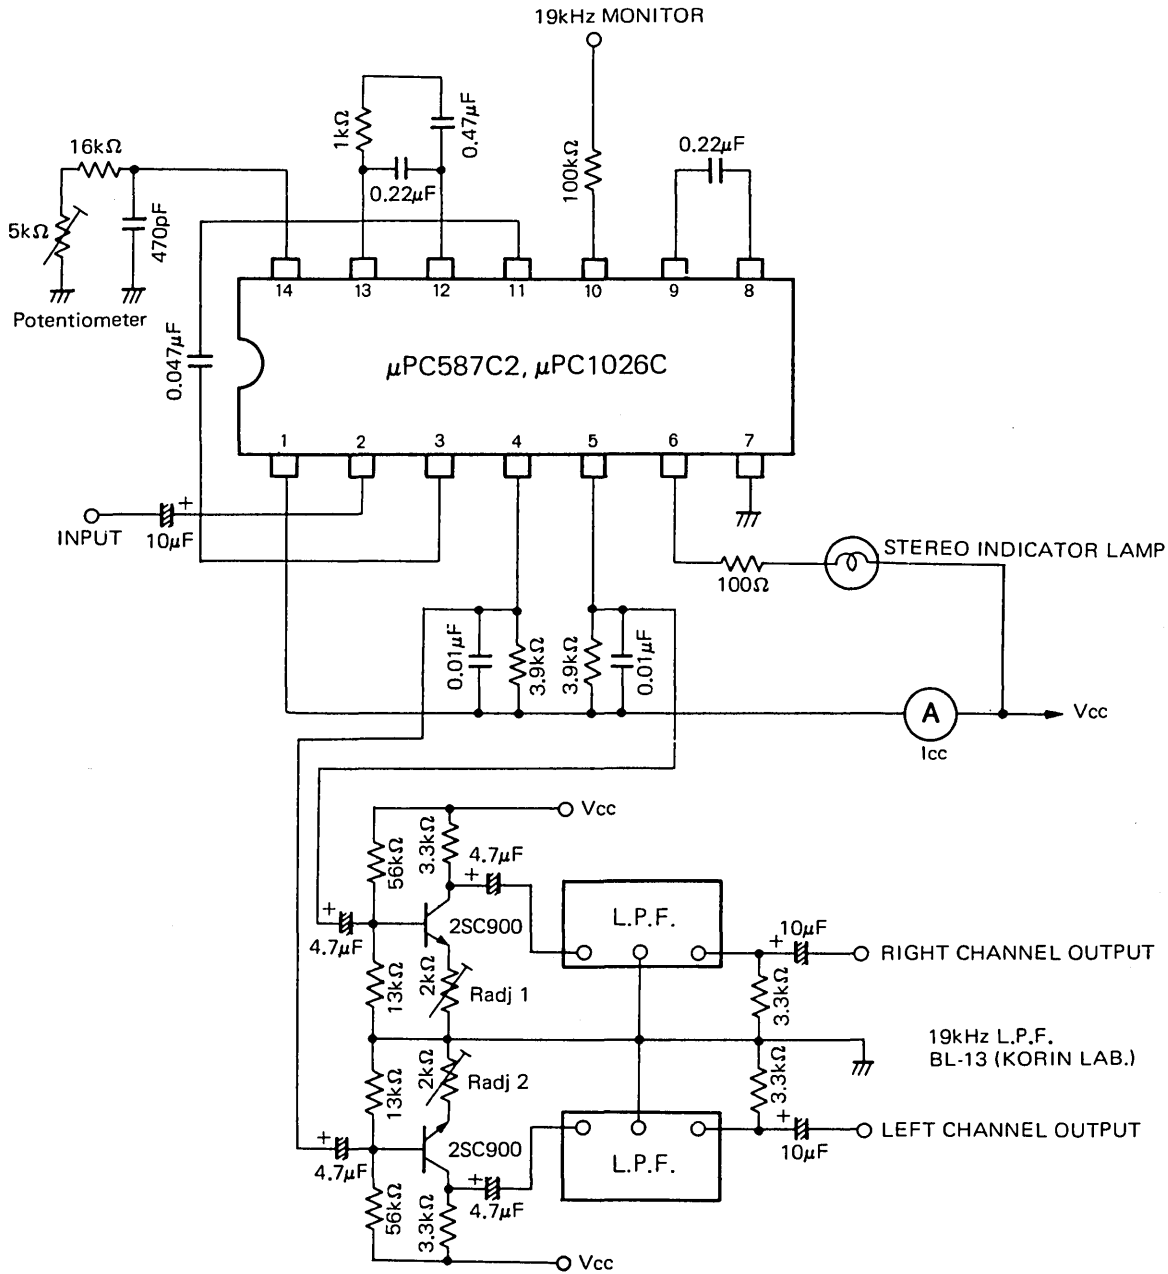 19kHz MONITOR
1kΩ
0.47μF
0.22μF
16kΩ
5kΩ
470pF
Potentiometer
100kΩ
0.22μF
14 13 12 11 10 9 8
0.047μF
μPC587C2, μPC1026C
1 2 3 4 5 6 7
INPUT
10μF
+
100Ω
STEREO INDICATOR LAMP
0.01μF
3.9kΩ
3.9kΩ
0.01μF
A
Icc
Vcc
Vcc
56kΩ
3.3kΩ
+
4.7μF
+
4.7μF
2SC900
13kΩ
2kΩ
Radj 1
L.P.F.
+
10μF
RIGHT CHANNEL OUTPUT
3.3kΩ
19kHz L.P.F.
BL-13 (KORIN LAB.)
13kΩ
2kΩ
Radj 2
3.3kΩ
+
4.7μF
2SC900
+
4.7μF
L.P.F.
+
10μF
LEFT CHANNEL OUTPUT
56kΩ
3.3kΩ
Vcc